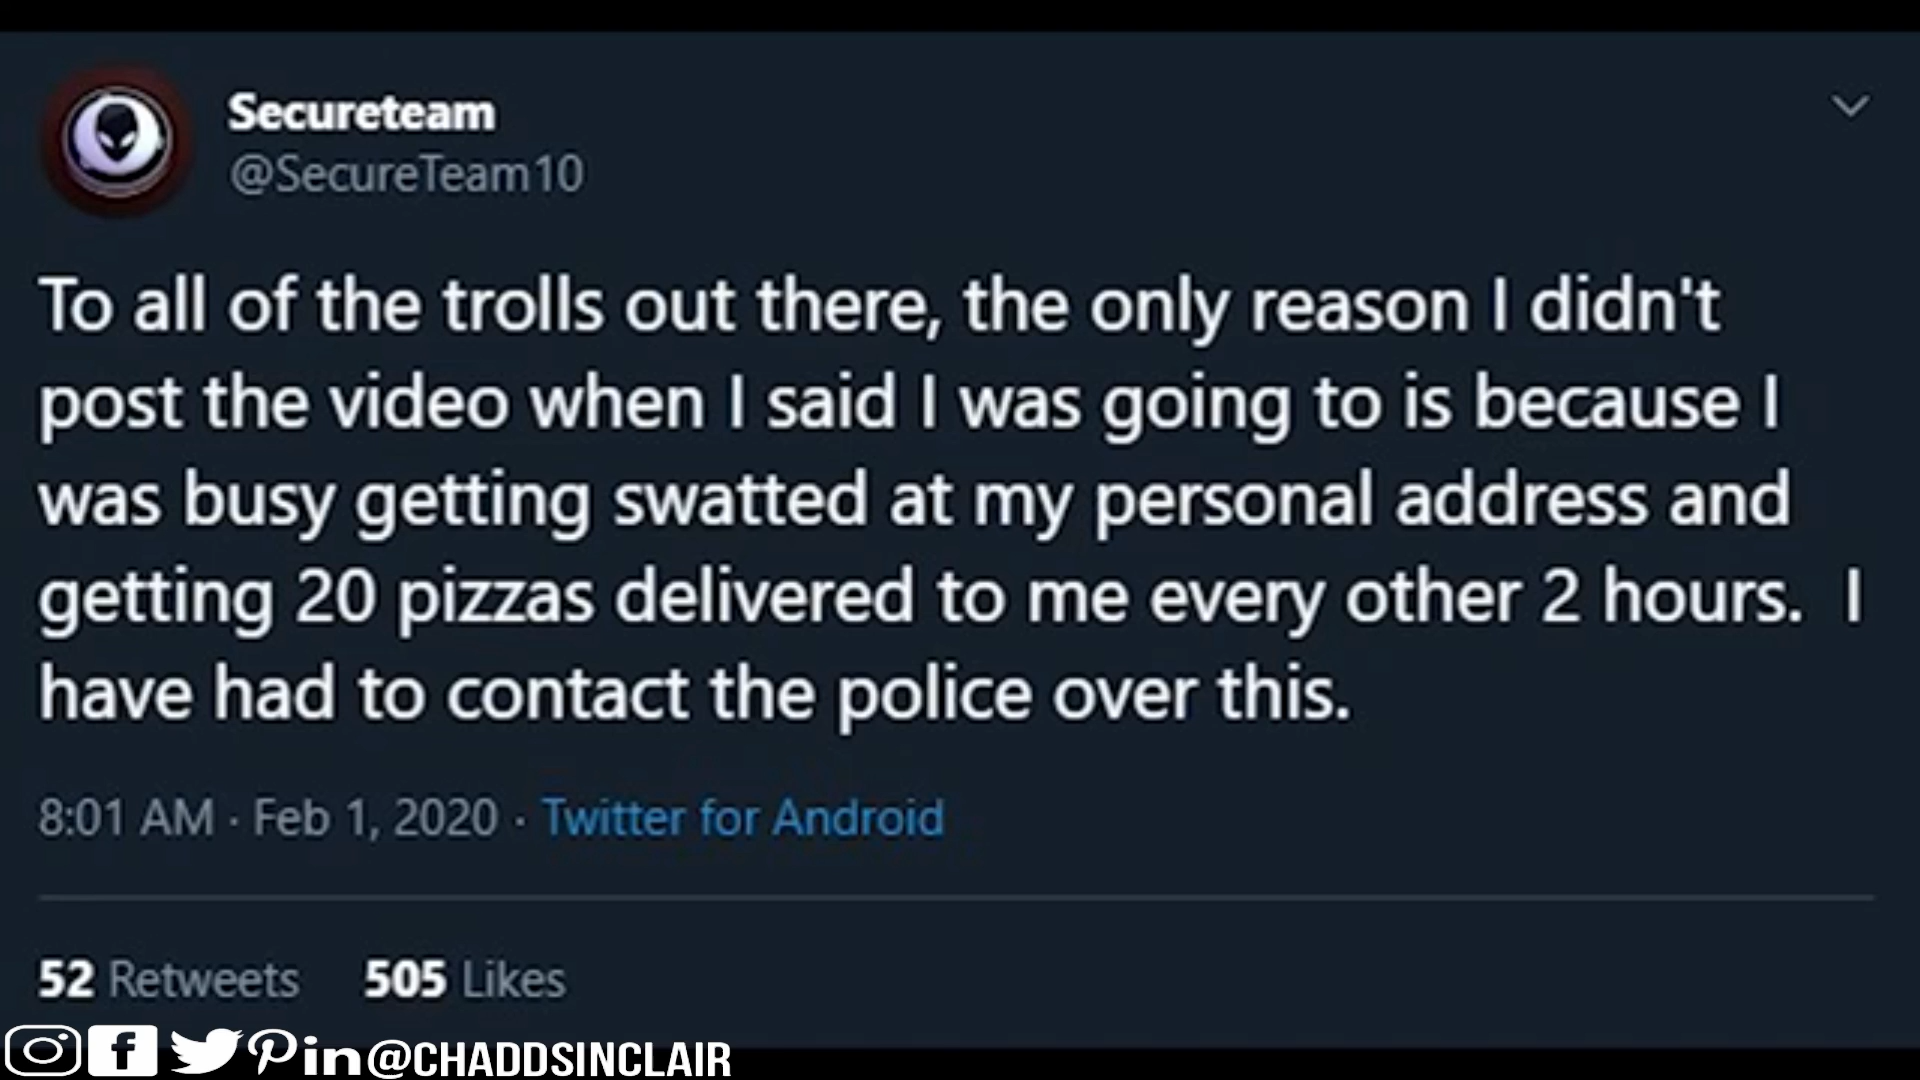 Secureteam
@SecureTeam10
To all of the trolls out there, the only reason I didn't
post the video when I said I was going to is because I
was busy getting swatted at my personal address and
getting 20 pizzas delivered to me every other 2 hours.  I
have had to contact the police over this.
8:01 AM · Feb 1, 2020 · Twitter for Android
52 Retweets 505 Likes
@CHADDSINCLAIR